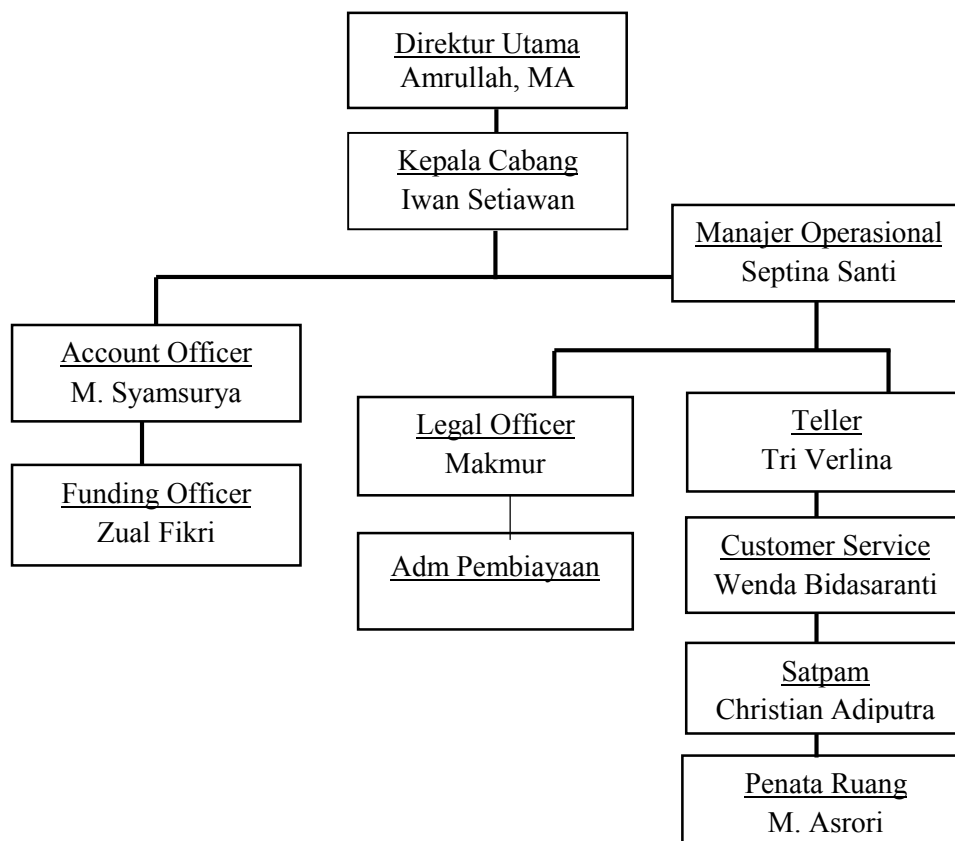 Direktur Utama
Amrullah, MA
Kepala Cabang
Iwan Setiawan
Manajer Operasional
Septina Santi
Account Officer
M. Syamsurya
Funding Officer
Zual Fikri
Legal Officer
Makmur
Adm Pembiayaan
Teller
Tri Verlina
Customer Service
Wenda Bidasaranti
Satpam
Christian Adiputra
Penata Ruang
M. Asrori